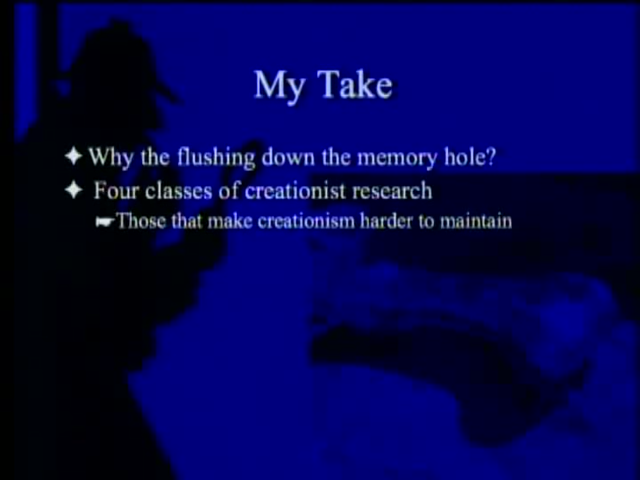 My Take
Why the flushing down the memory hole?
Four classes of creationist research
Those that make creationism harder to maintain